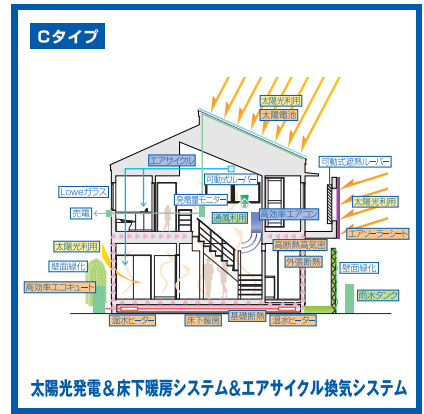 Cタイプ
太陽光利用
太陽電池
エアサイクル
可動式遮熱ルーバー
可動式ルーバー
Loweガラス
発電量モニター
太陽光利用
売電
通風利用
高効率エアコン
エアソーラーシート
太陽光利用
高断熱高気密
外張断熱
壁面緑化
壁面緑化
高効率エコキュート
雨水タンク
温水ヒーター
床下暖房
基礎断熱
温水ヒーター
太陽光発電&床下暖房システム&エアサイクル換気システム